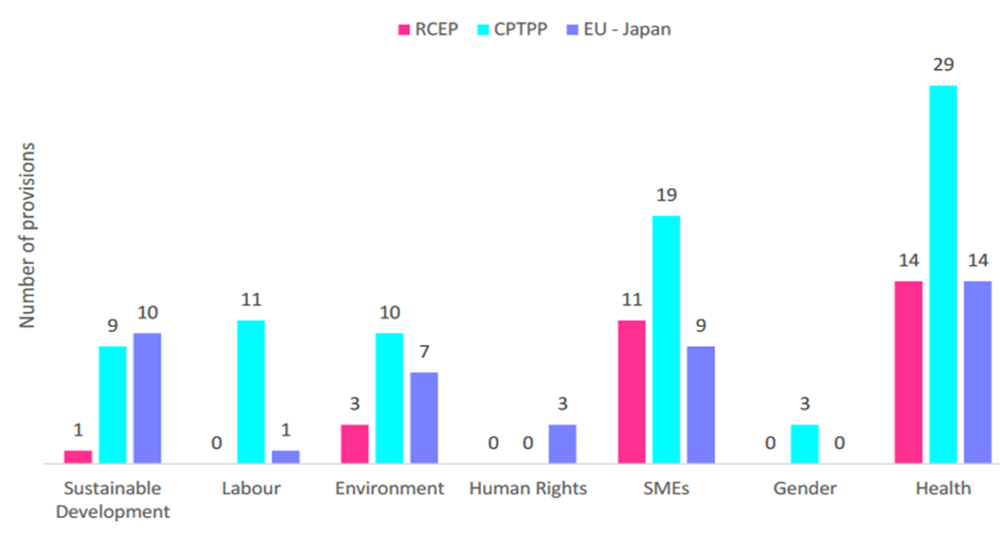 RCEP CPTPP EU - Japan
Number of provisions
29
19
14 14
11 11
10 10
9 9
7
3 3 3
1 1
0 0 0 0 0
Sustainable Development
Labour
Environment
Human Rights
SMEs
Gender
Health